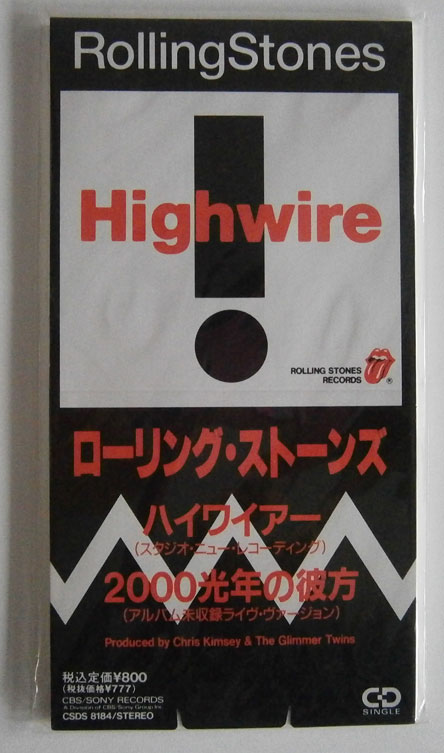 RollingStones
Highwire
ROLLING STONES
RECORDS
®
ローリング・ストーンズ
ハイワイアー
(スタジオ・ニュー・レコーディング)
2000光年の彼方
(アルバム未収録ライヴ・ヴァージョン)
Produced by Chris Kimsey & The Glimmer Twins
税込定価¥800
(税抜価格¥777)
CBS/SONY RECORDS
A Division of CBS/Sony Group Inc.
CSDS 8184/STEREO
CD
SINGLE